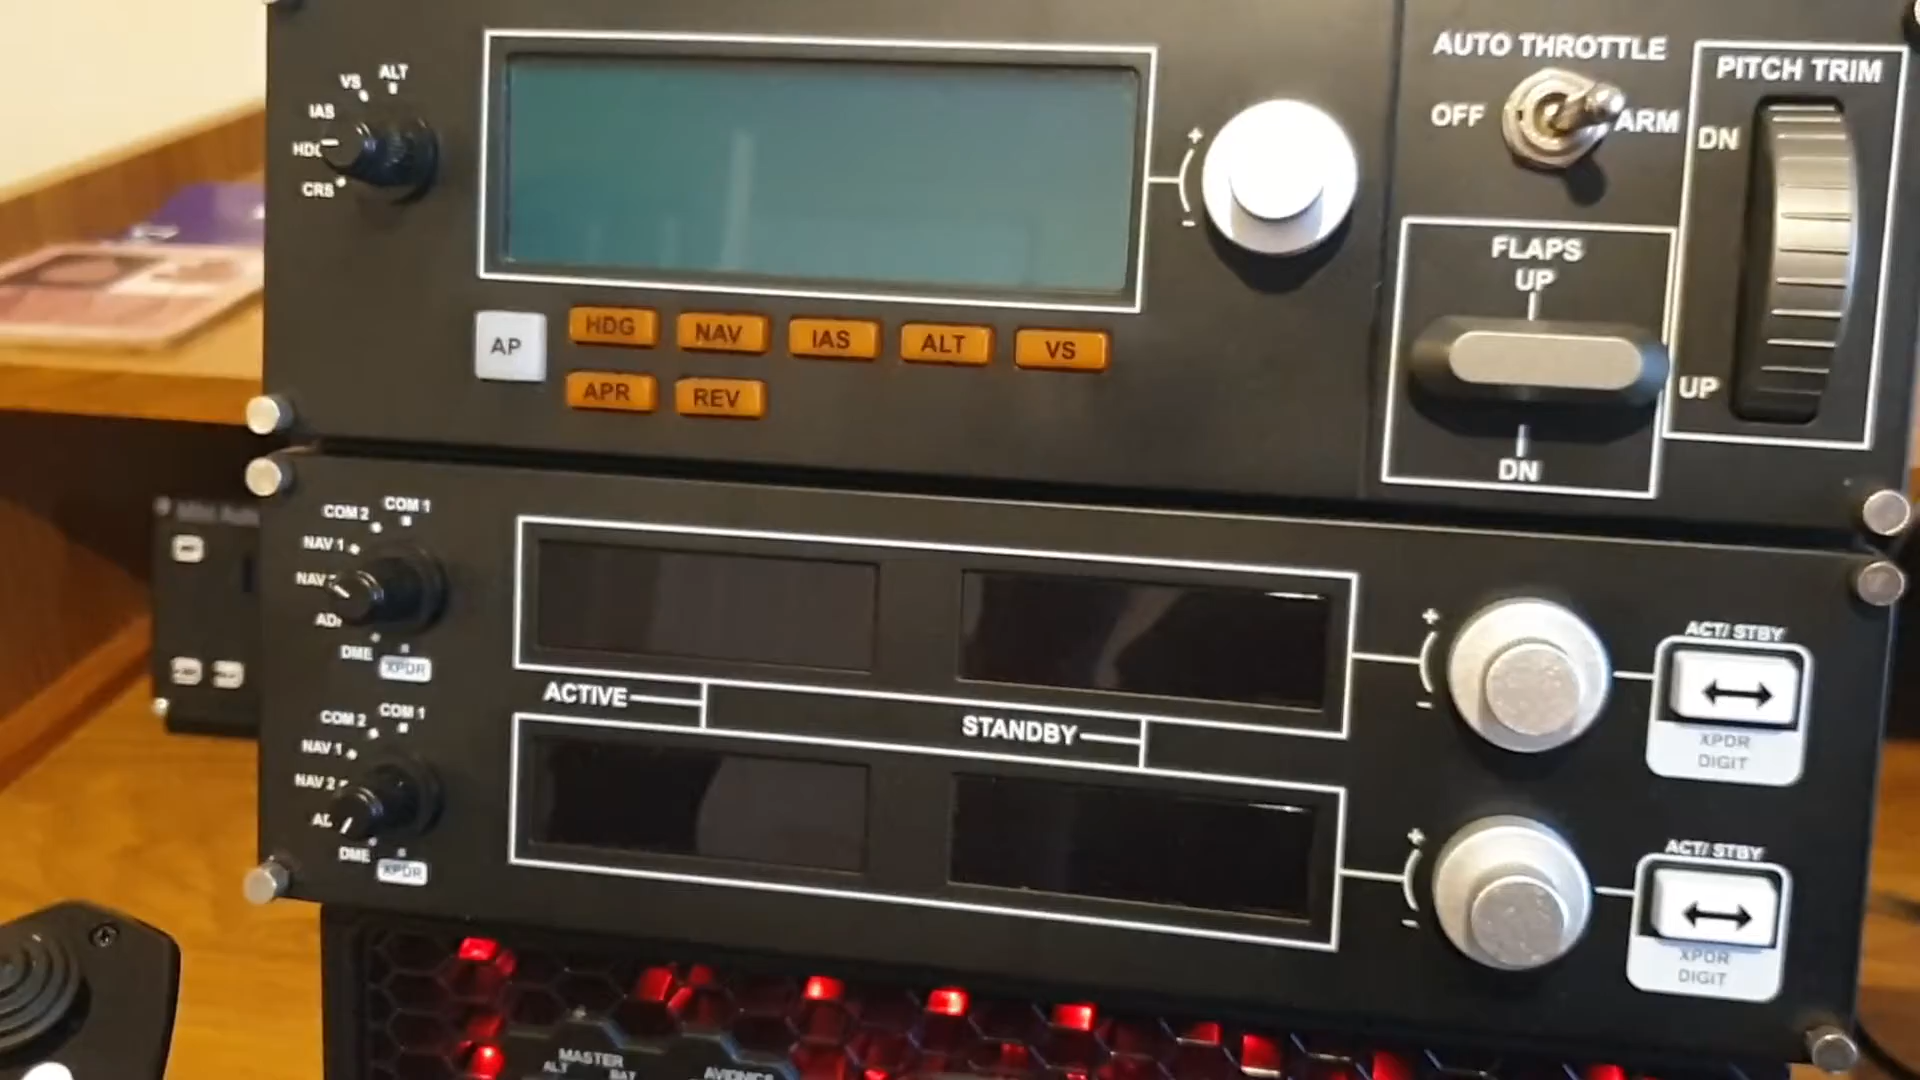 ALT
VS
IAS
HDG
CRS
+
-
AP
HDG
NAV
IAS
ALT
VS
APR
REV
AUTO THROTTLE
OFF
ARM
FLAPS
UP
DN
PITCH TRIM
DN
UP
COM 1
COM 2
NAV 1
NAV
DME
XPDR
ACTIVE
STANDBY
+
-
ACT/ STBY
XPDR
DIGIT
COM 1
COM 2
NAV 1
NAV 2
DME
XPDR
+
-
ACT/ STBY
XPDR
DIGIT
MASTER
ALT
BAT
AVIONICS